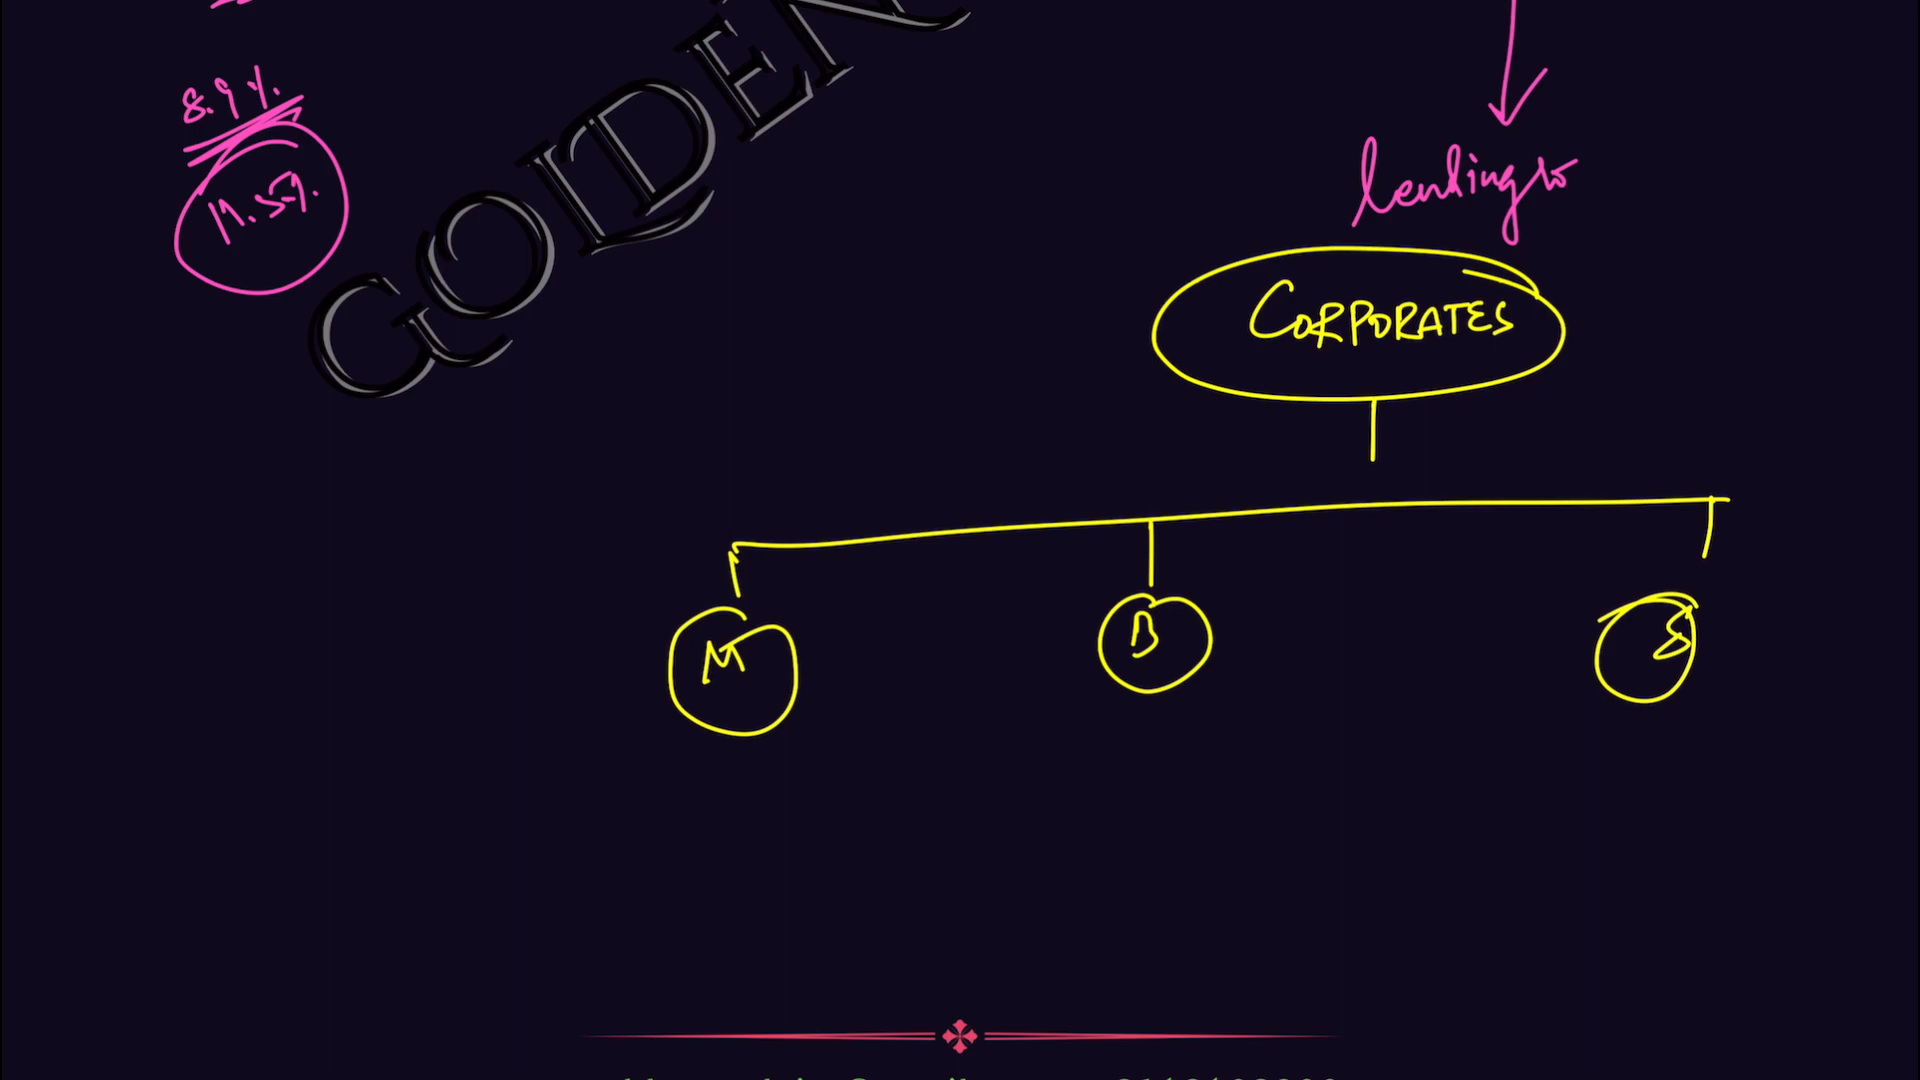 8.9%
11.5%
GOLDEN
lending to
CORPORATES
M
B
S